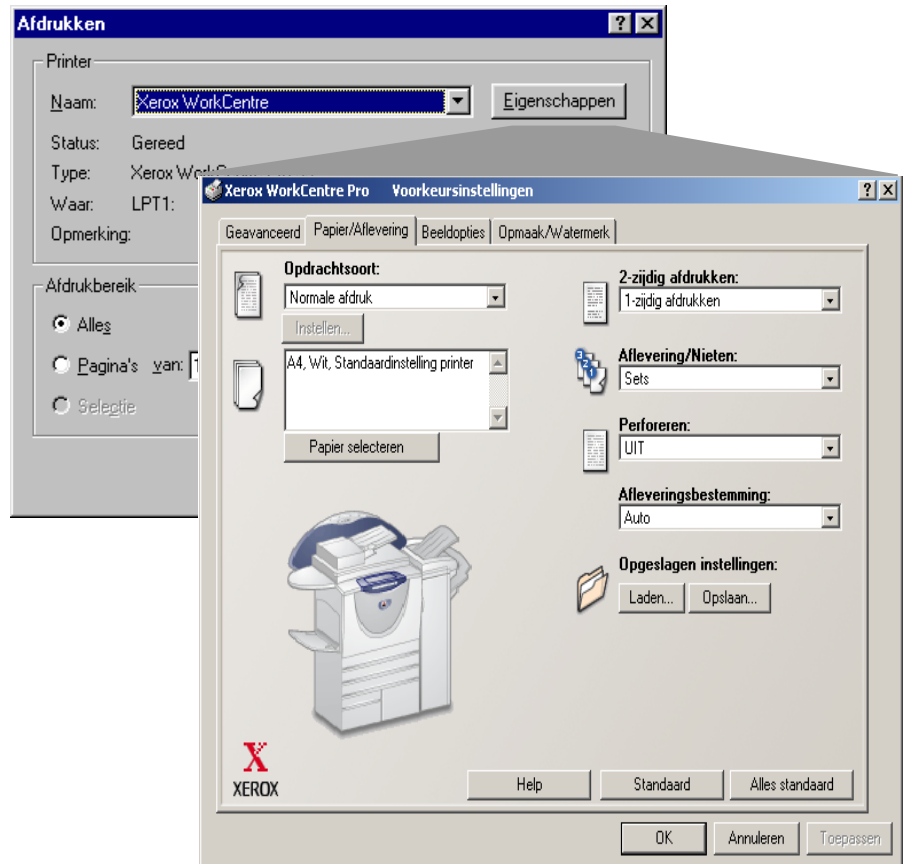 Afdrukken
Printer
Naam: Xerox WorkCentre Eigenschappen
Status: Gereed
Type: Xerox
Waar: LPT1:
Opmerking:
Afdrukbereik
Alles
Pagina's van: 1
Selectie
Xerox WorkCentre Pro Voorkeursinstellingen
Geavanceerd Papier/Aflevering Beeldopties Opmaak/Watermerk
Opdrachtsoort:
Normale afdruk
Instellen...
A4, Wit, Standaardinstelling printer
Papier selecteren
2-zijdig afdrukken:
1-zijdig afdrukken
Aflevering/Nieten:
Sets
Perforeren:
UIT
Afleveringsbestemming:
Auto
Opgeslagen instellingen:
Laden... Opslaan...
X
XEROX
Help Standaard Alles standaard
OK Annuleren Toepassen